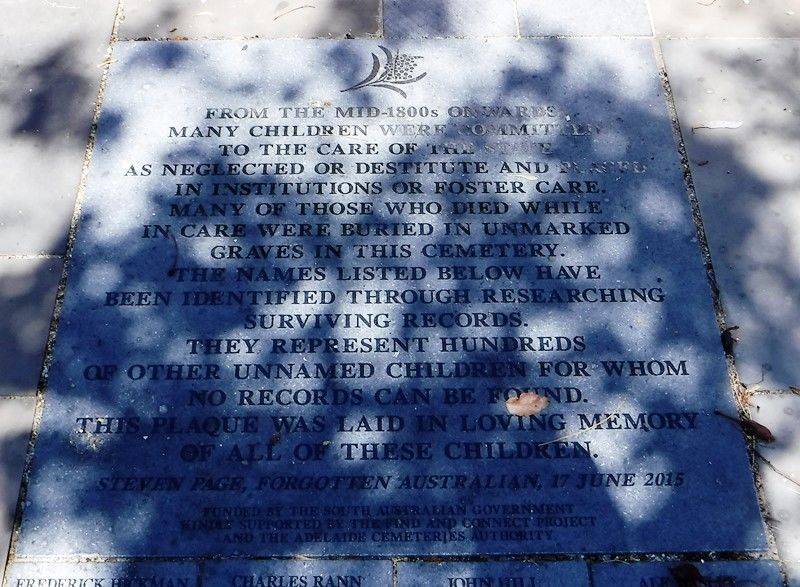 FROM THE MID-1800s ONWARDS
MANY CHILDREN WERE COMMITTED
TO THE CARE OF THE STATE
AS NEGLECTED OR DESTITUTE AND PLACED
IN INSTITUTIONS OR FOSTER CARE.
MANY OF THOSE WHO DIED WHILE
IN CARE WERE BURIED IN UNMARKED
GRAVES IN THIS CEMETERY.
THE NAMES LISTED BELOW HAVE
BEEN IDENTIFIED THROUGH RESEARCHING
SURVIVING RECORDS.
THEY REPRESENT HUNDREDS
OF OTHER UNNAMED CHILDREN FOR WHOM
NO RECORDS CAN BE FOUND.
THIS PLAQUE WAS LAID IN LOVING MEMORY
OF ALL OF THESE CHILDREN.
STEVEN PAGE, FORGOTTEN AUSTRALIAN, 17 JUNE 2015
FUNDED BY THE SOUTH AUSTRALIAN GOVERNMENT
KINDLY SUPPORTED BY THE FIND AND CONNECT PROJECT
AND THE ADELAIDE CEMETERIES AUTHORITY
FREDERICK HICKMAN CHARLES RANN JOHN HILL